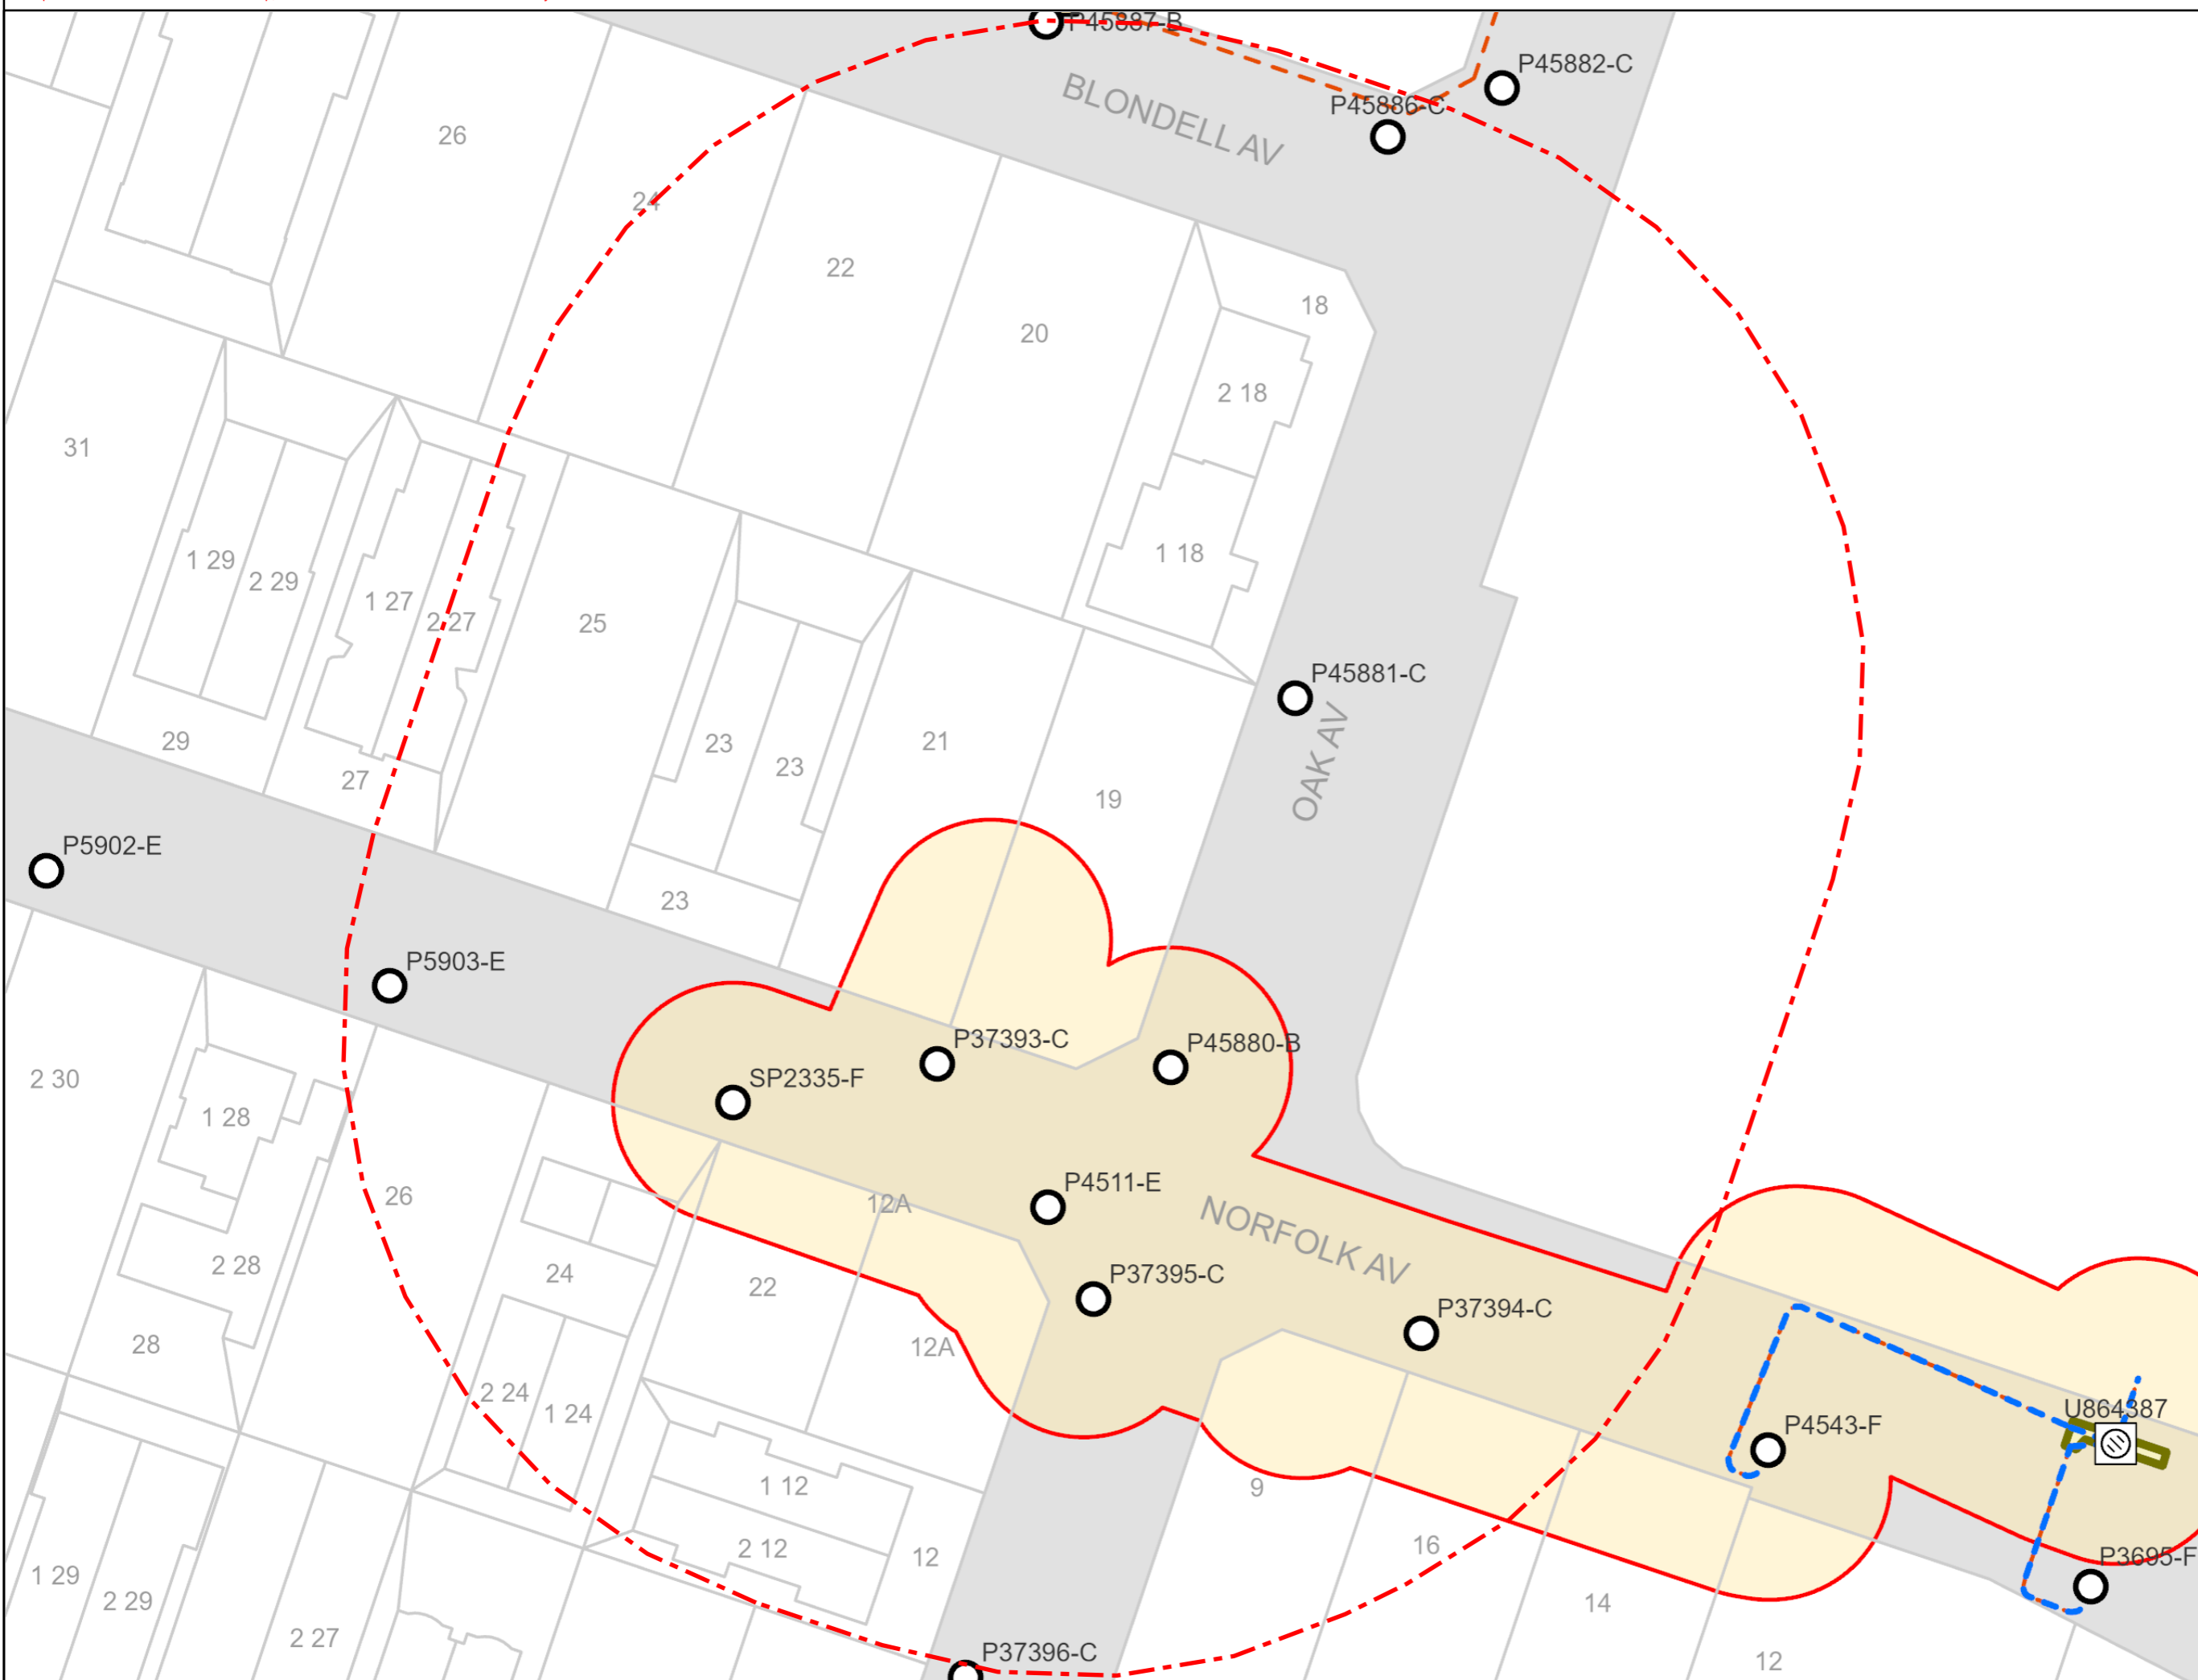 P45887-B
P45882-C
BLONDELL AV
P45886-C
26
24
22
18
20
2 18
31
1 18
1 29
2 29
1 27
2 27
25
P45881-C
OAK AV
29
27
23
23
21
19
P5902-E
23
P5903-E
P37393-C
P45880-B
SP2335-F
2 30
1 28
26
12A
P4511-E
NORFOLK AV
2 28
24
22
P37395-C
P37394-C
28
12A
2 24
1 24
U864387
P4543-F
1 12
9
2 12
12
16
P3695-F
1 29
2 29
14
2 27
P37396-C
12